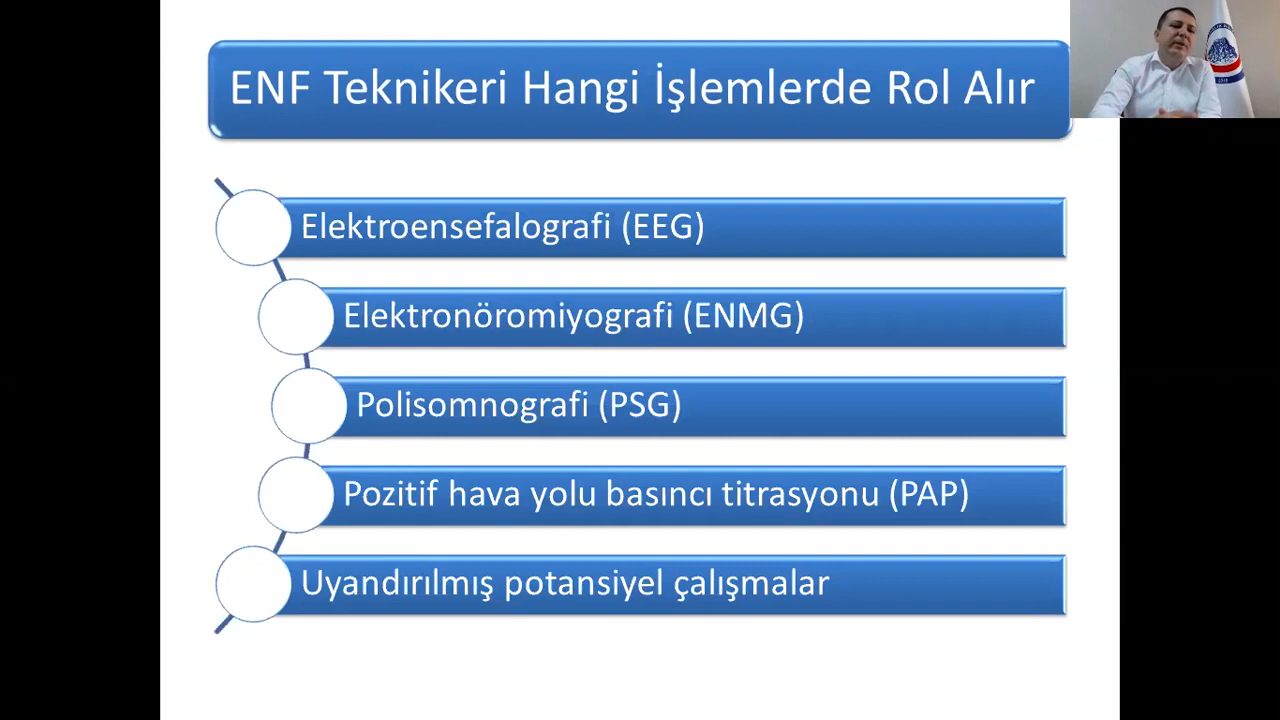 ENF Teknikeri Hangi İşlemlerde Rol Alır
Elektroensefalografi (EEG)
Elektronöromiyografi (ENMG)
Polisomnografi (PSG)
Pozitif hava yolu basıncı titrasyonu (PAP)
Uyandırılmış potansiyel çalışmalar